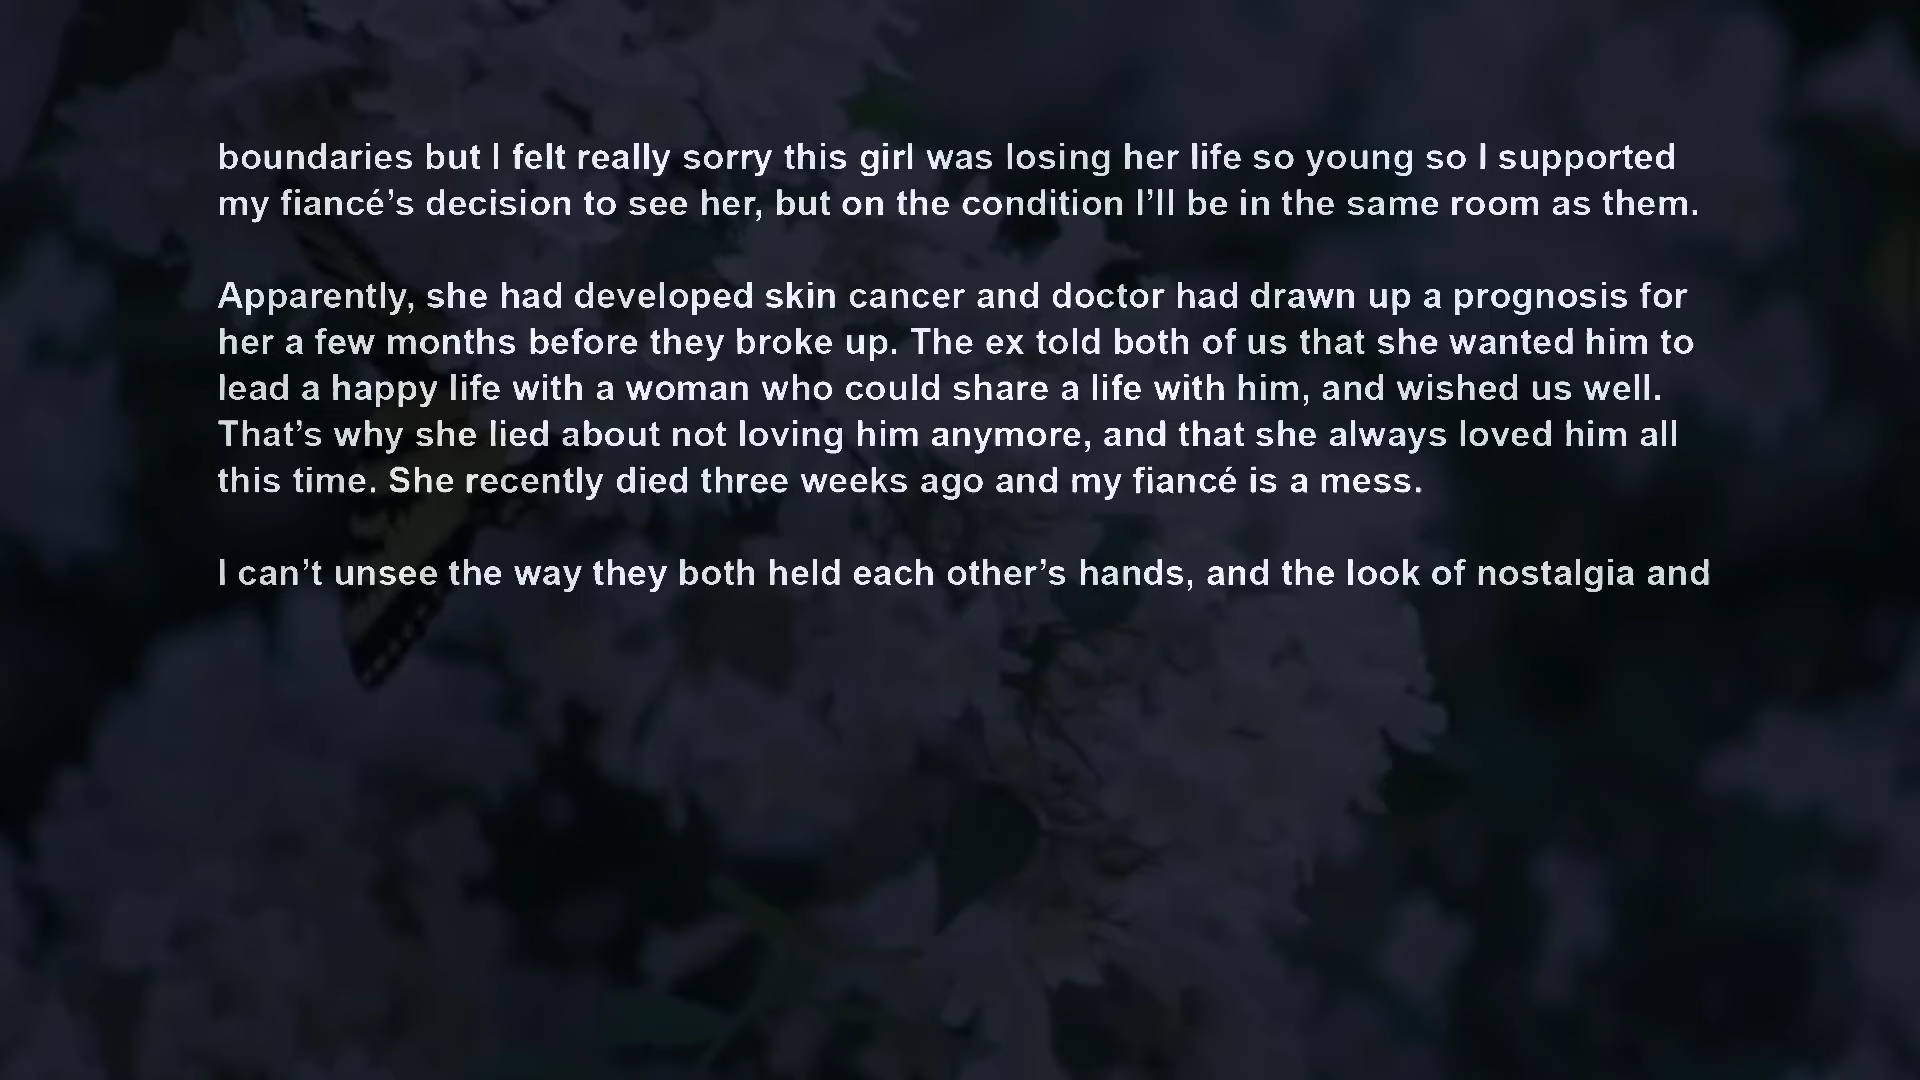 boundaries but I felt really sorry this girl was losing her life so young so I supported
my fiancé’s decision to see her, but on the condition I’ll be in the same room as them.
Apparently, she had developed skin cancer and doctor had drawn up a prognosis for
her a few months before they broke up. The ex told both of us that she wanted him to
lead a happy life with a woman who could share a life with him, and wished us well.
That’s why she lied about not loving him anymore, and that she always loved him all
this time. She recently died three weeks ago and my fiancé is a mess.
I can’t unsee the way they both held each other’s hands, and the look of nostalgia and